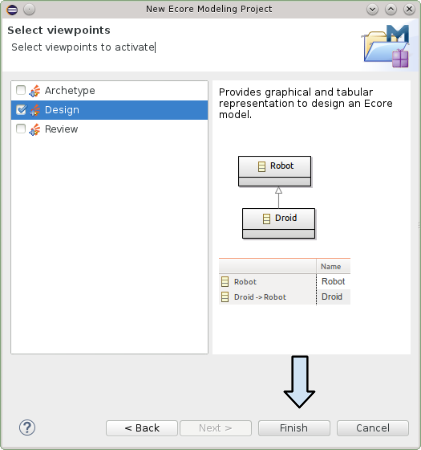 New Ecore Modeling Project
Select viewpoints
Select viewpoints to activate
Archetype
Design
Review
Provides graphical and tabular
representation to design an Ecore
model.
Robot
Droid
Name
Robot Robot
Droid -> Robot Droid
? < Back Next > Finish Cancel